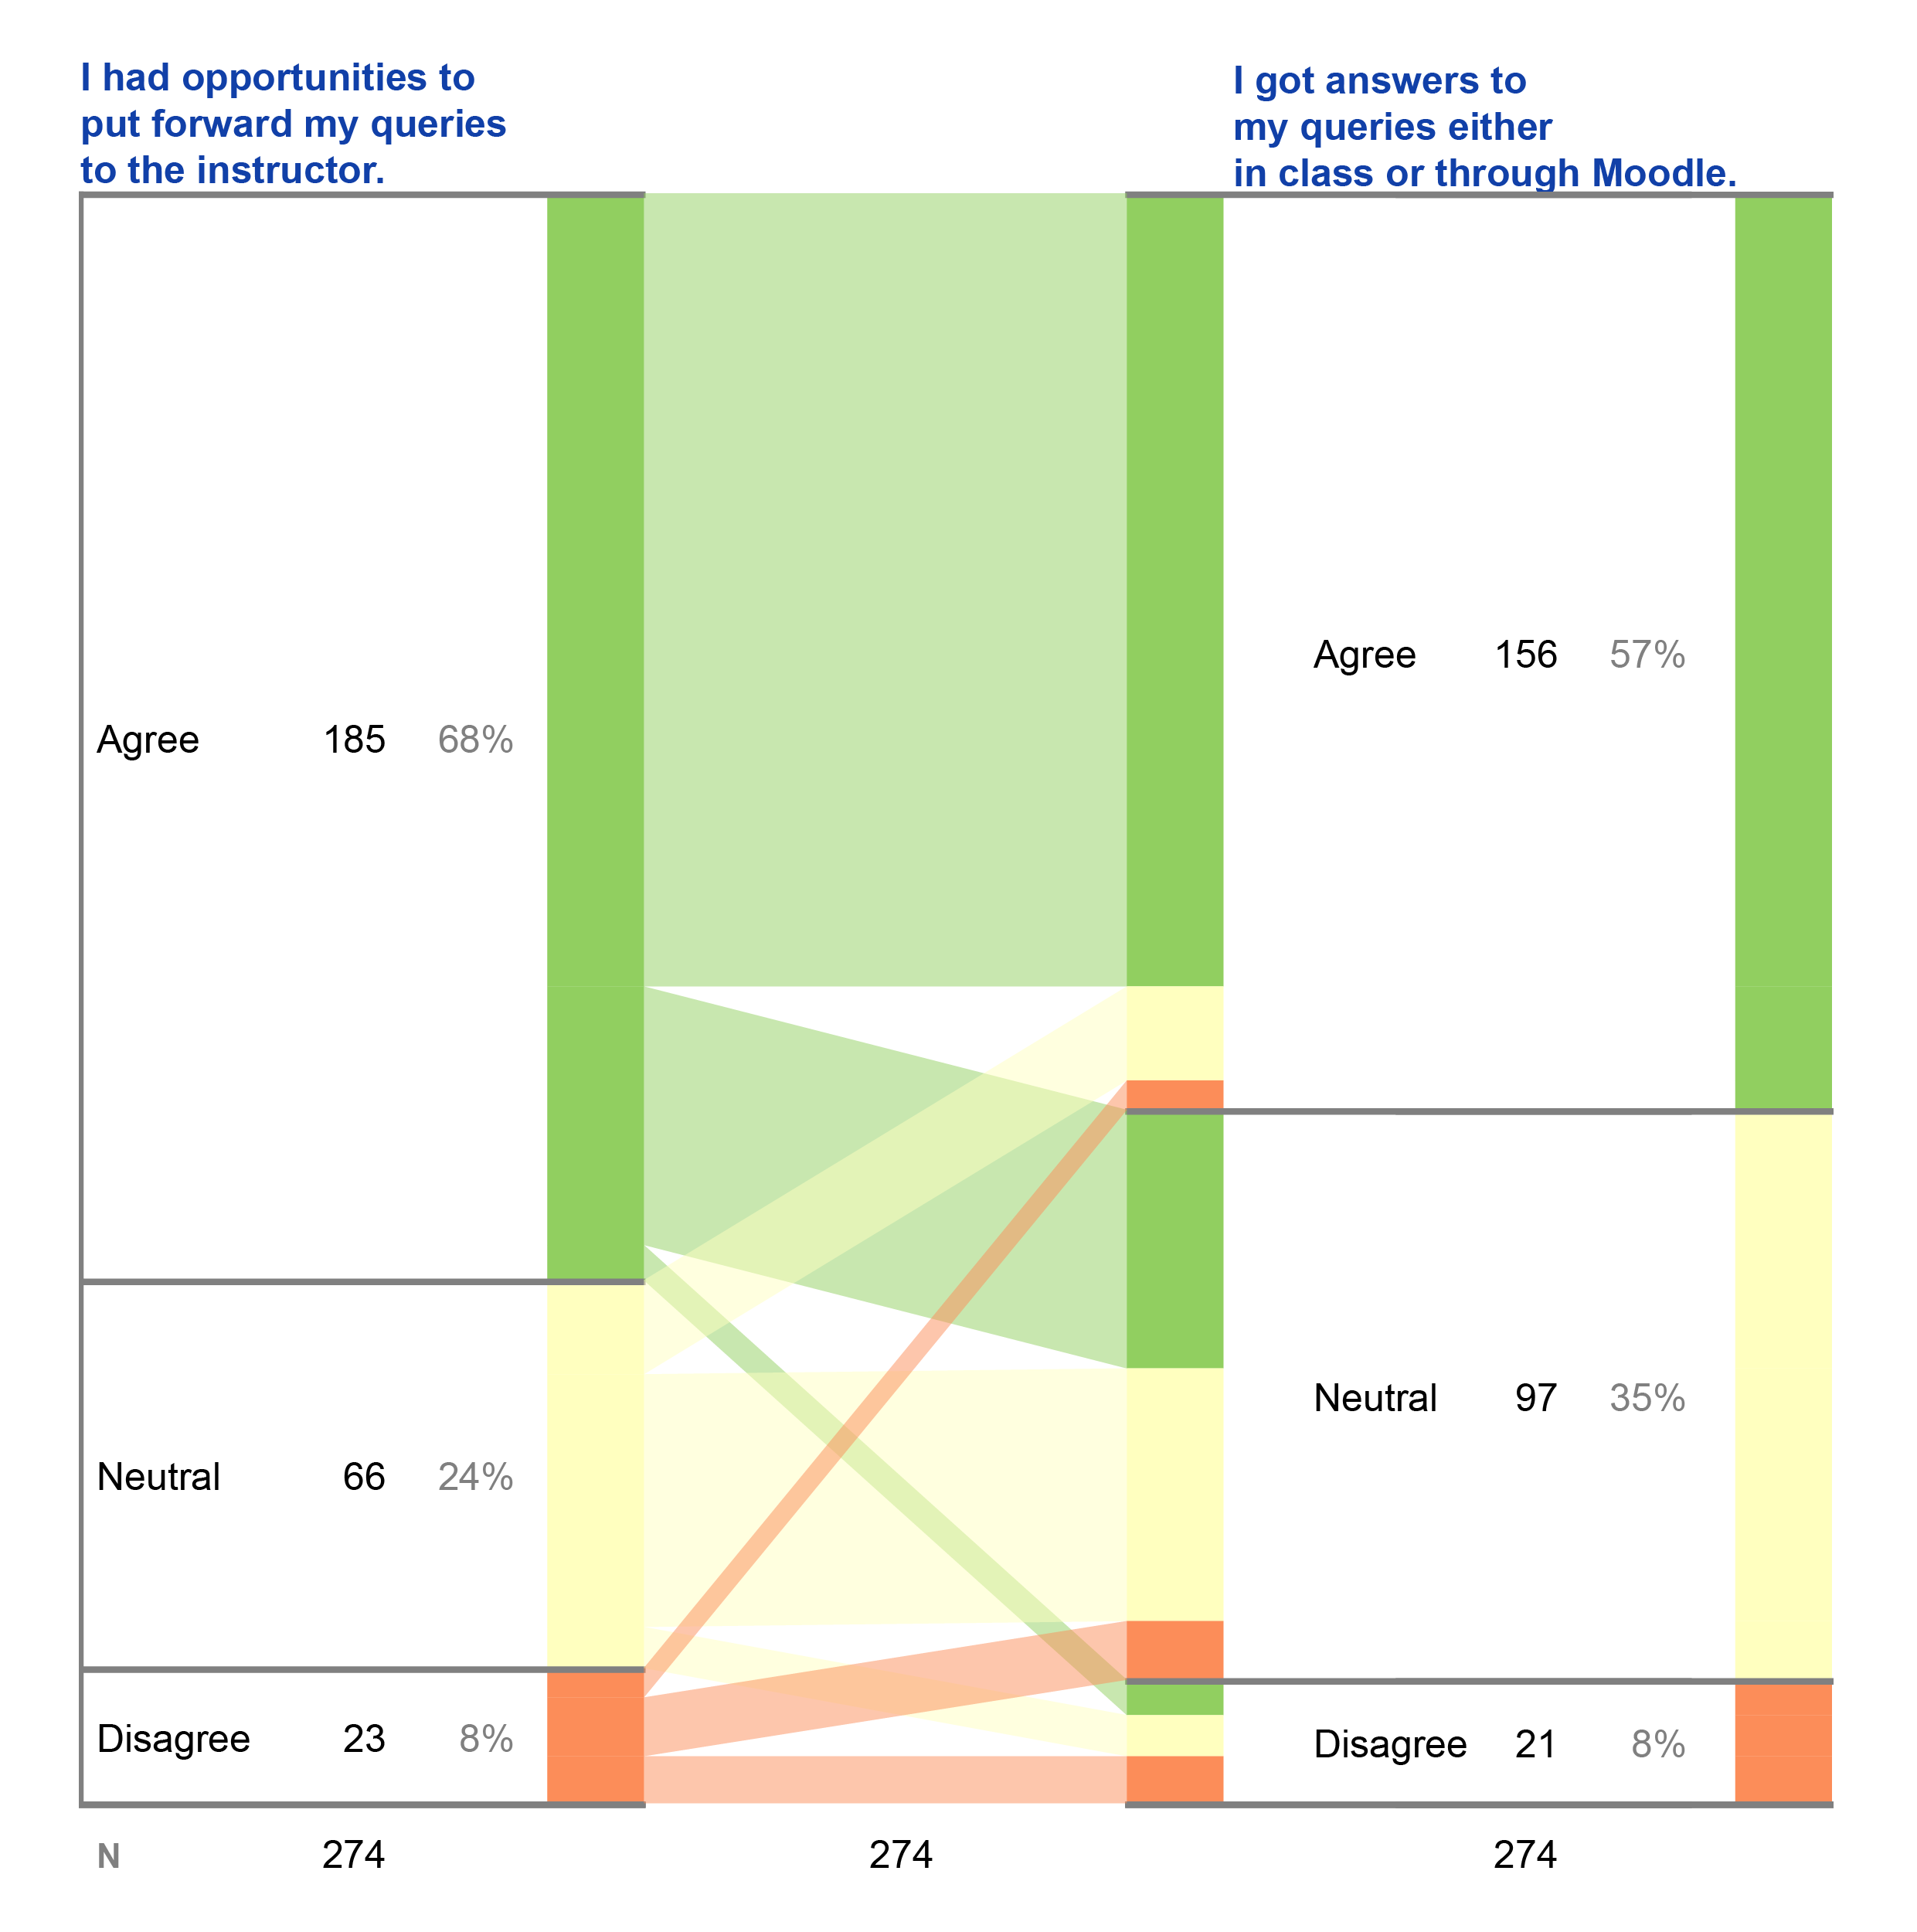 I had opportunities to
put forward my queries
to the instructor.
I got answers to
my queries either
in class or through Moodle.
Agree 185 68%
Neutral 66 24%
Disagree 23 8%
Agree 156 57%
Neutral 97 35%
Disagree 21 8%
N 274 274 274